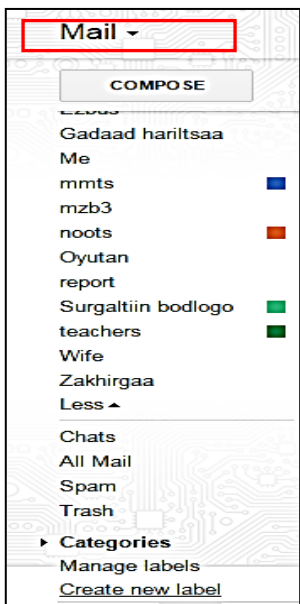 Mail
COMPOSE
Gadaad hariltsaa
Me
mmts
mzb3
noots
Oyutan
report
Surgaltiin bodlogo
teachers
Wife
Zakhirgaa
Less
Chats
All Mail
Spam
Trash
Categories
Manage labels
Create new label